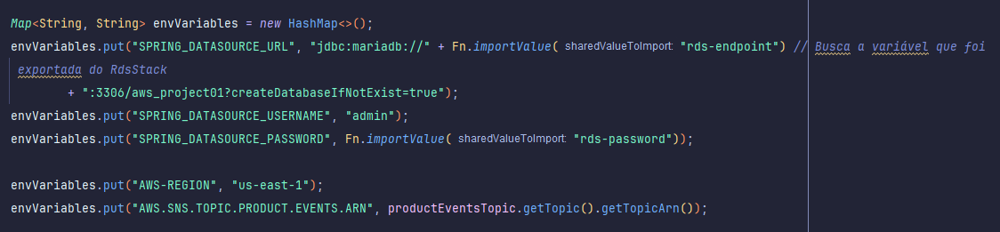 Map<String, String> envVariables = new HashMap<>();
envVariables.put("SPRING_DATASOURCE_URL", "jdbc:mariadb://" + Fn.importValue( sharedValueToImport: "rds-endpoint") // Busca a variável que foi
exportada do RdsStack
+ ":3306/aws_project01?createDatabaseIfNotExist=true");
envVariables.put("SPRING_DATASOURCE_USERNAME", "admin");
envVariables.put("SPRING_DATASOURCE_PASSWORD", Fn.importValue( sharedValueToImport: "rds-password"));
envVariables.put("AWS-REGION", "us-east-1");
envVariables.put("AWS.SNS.TOPIC.PRODUCT.EVENTS.ARN", productEventsTopic.getTopic().getTopicArn());